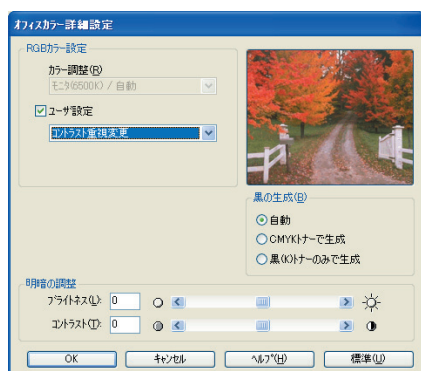 オフィスカラー詳細設定
RGBカラー設定
カラー調整(R)
モニタ(6500K) / 自動
ユーザ設定
コントラスト重視変更
黒の生成(B)
自動
CMYKトナーで生成
黒(K)トナーのみで生成
明暗の調整
ブライトネス(L): 0
コントラスト(T): 0
OK キャンセル ヘルプ(H) 標準(U)